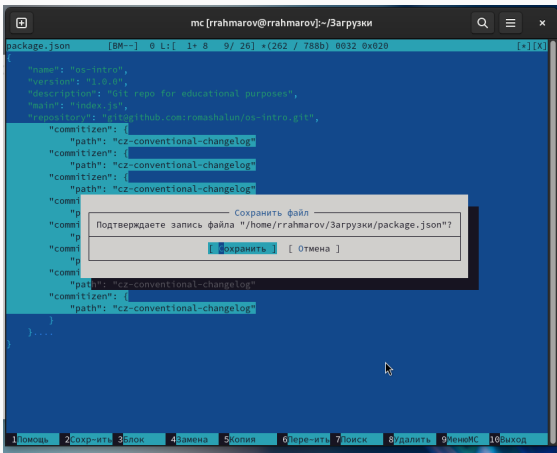 mc [rrahmarov@rrahmarov]:~/Загрузки
package.json [BM--] 0 L:[ 1+ 8 9/ 26] *(262 / 788b) 0032 0x020 [*][X]
{
"name": "os-intro",
"version": "1.0.0",
"description": "Git repo for educational purposes",
"main": "index.js",
"repository": "git@github.com:romashalun/os-intro.git",
"commitizen": {
"path": "cz-conventional-changelog"
"commitizen": {
"path": "cz-conventional-changelog"
"commitizen": {
"path": "cz-conventional-changelog"
"commi
"p
Сохранить файл
"commi
Подтверждаете запись файла "/home/rrahmarov/Загрузки/package.json"?
"p
"commi
[ Сохранить ] [ Отмена ]
"p
"commi
"path": "cz-conventional-changelog"
"commitizen": {
"path": "cz-conventional-changelog"
}
}....
}
1Помощь 2Сохр-ить 3Блок 4Замена 5Копия 6Пере-ить 7Поиск 8Удалить 9МенюMC 10Выход